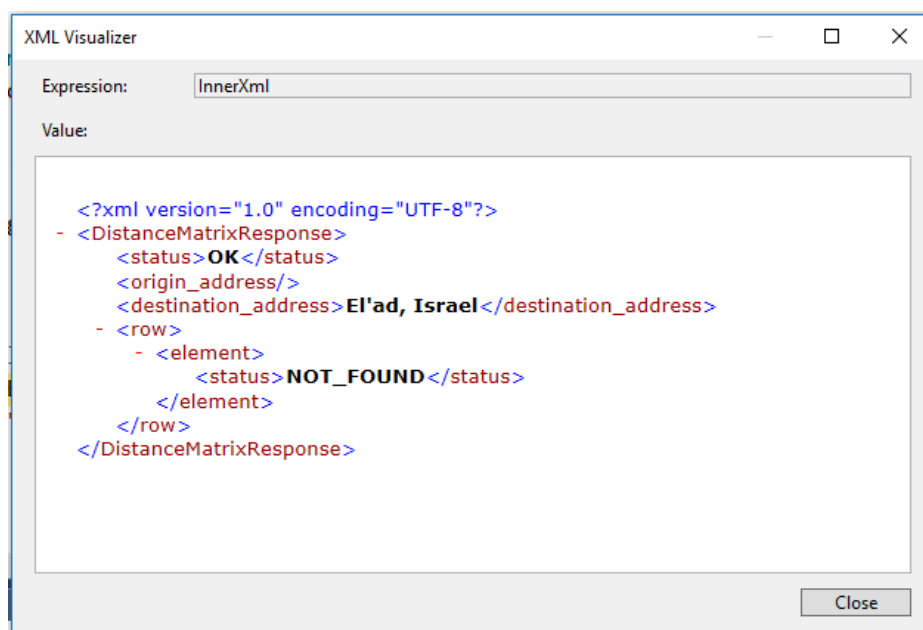 XML Visualizer
Expression: InnerXml
Value:
<?xml version="1.0" encoding="UTF-8"?>
- <DistanceMatrixResponse>
<status>OK</status>
<origin_address/>
<destination_address>El'ad, Israel</destination_address>
- <row>
- <element>
<status>NOT_FOUND</status>
</element>
</row>
</DistanceMatrixResponse>
Close